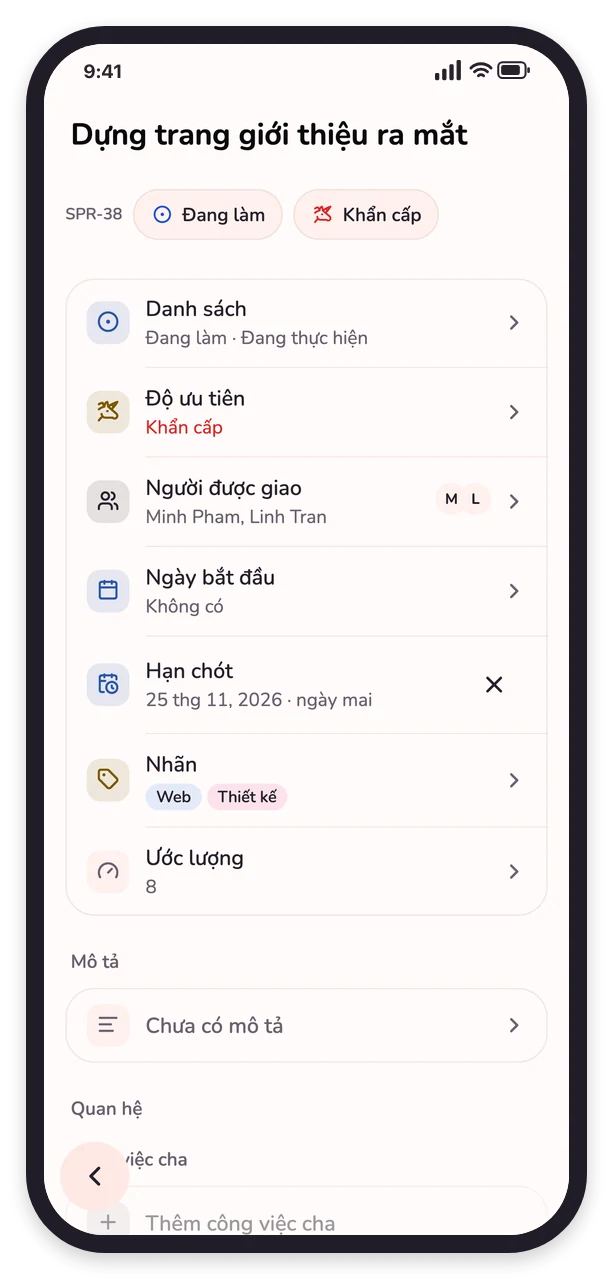 9:41
Dựng trang giới thiệu ra mắt
SPR-38 Đang làm Khẩn cấp
Danh sách
Đang làm · Đang thực hiện
Độ ưu tiên
Khẩn cấp
Người được giao
Minh Pham, Linh Tran
M L
Ngày bắt đầu
Không có
Hạn chót
25 thg 11, 2026 · ngày mai
Nhãn
Web Thiết kế
Ước lượng
8
Mô tả
Chưa có mô tả
Quan hệ
việc cha
Thêm công việc cha